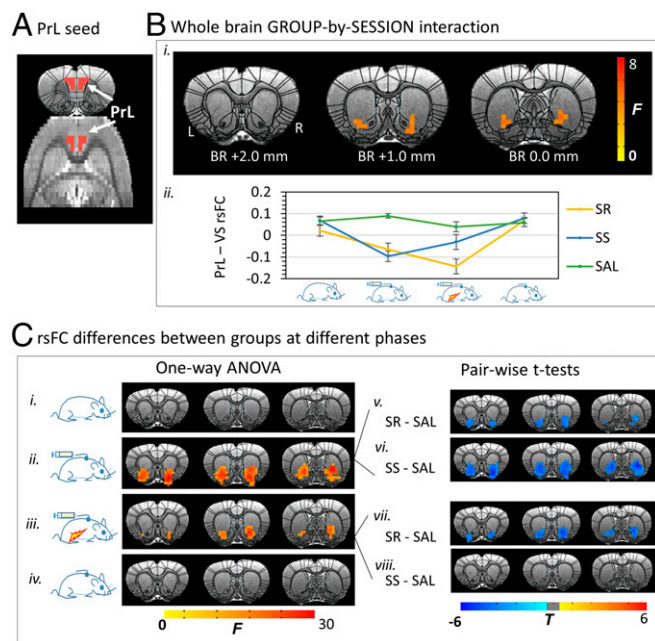 A PrL seed
PrL
B Whole brain GROUP-by-SESSION interaction
i.
L
R
BR +2.0 mm
BR +1.0 mm
BR 0.0 mm
8
F
0
ii.
PrL – VS rsFC
0.2
0.1
0
-0.1
-0.2
SR
SS
SAL
C rsFC differences between groups at different phases
One-way ANOVA
Pair-wise t-tests
i.
ii.
iii.
iv.
v.
SR - SAL
vi.
SS - SAL
vii.
SR - SAL
viii.
SS - SAL
0 F 30
-6 T 6